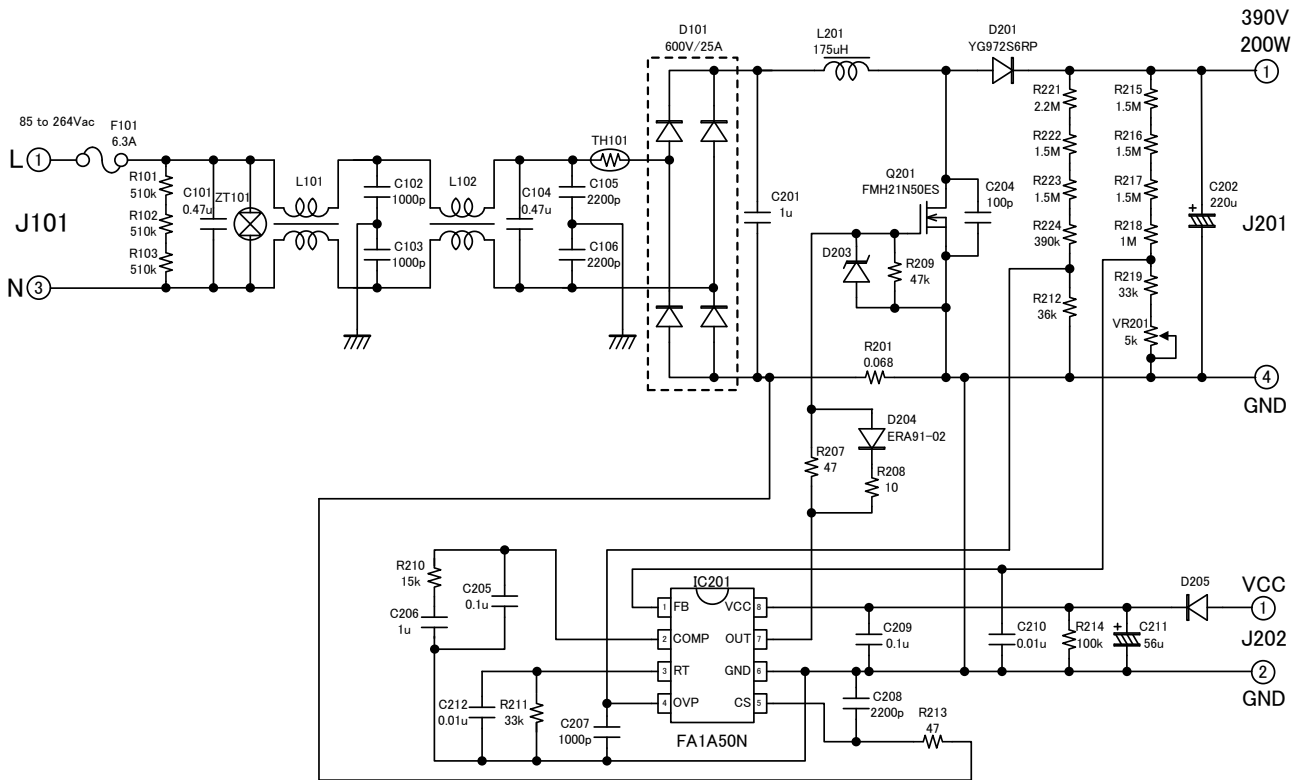 390V
200W
D101
600V/25A
L201
175uH
D201
YG972S6RP
1
85 to 264Vac
F101
6.3A
L 1
R101
510k
R102
510k
R103
510k
C101
0.47u
ZT101
L101
C102
1000p
C103
1000p
L102
C104
0.47u
TH101
C105
2200p
C106
2200p
J101
N 3
C201
1u
Q201
FMH21N50ES
C204
100p
D203
R209
47k
R221
2.2M
R222
1.5M
R223
1.5M
R224
390k
R212
36k
R215
1.5M
R216
1.5M
R217
1.5M
R218
1M
R219
33k
VR201
5k
C202
220u
+
J201
R201
0.068
4
GND
D204
ERA91-02
R207
47
R208
10
R210
15k
C206
1u
C205
0.1u
IC201
1 FB VCC 8
2 COMP OUT 7
3 RT GND 6
4 OVP CS 5
FA1A50N
C212
0.01u
R211
33k
C207
1000p
C209
0.1u
C210
0.01u
R214
100k
+
C211
56u
D205
VCC
1
J202
2
GND
C208
2200p
R213
47